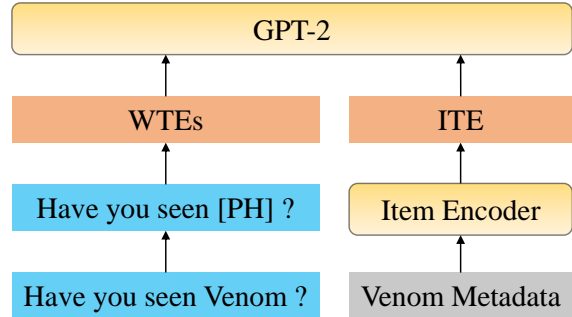 GPT-2
WTEs
ITE
Have you seen [PH] ?
Item Encoder
Have you seen Venom ?
Venom Metadata